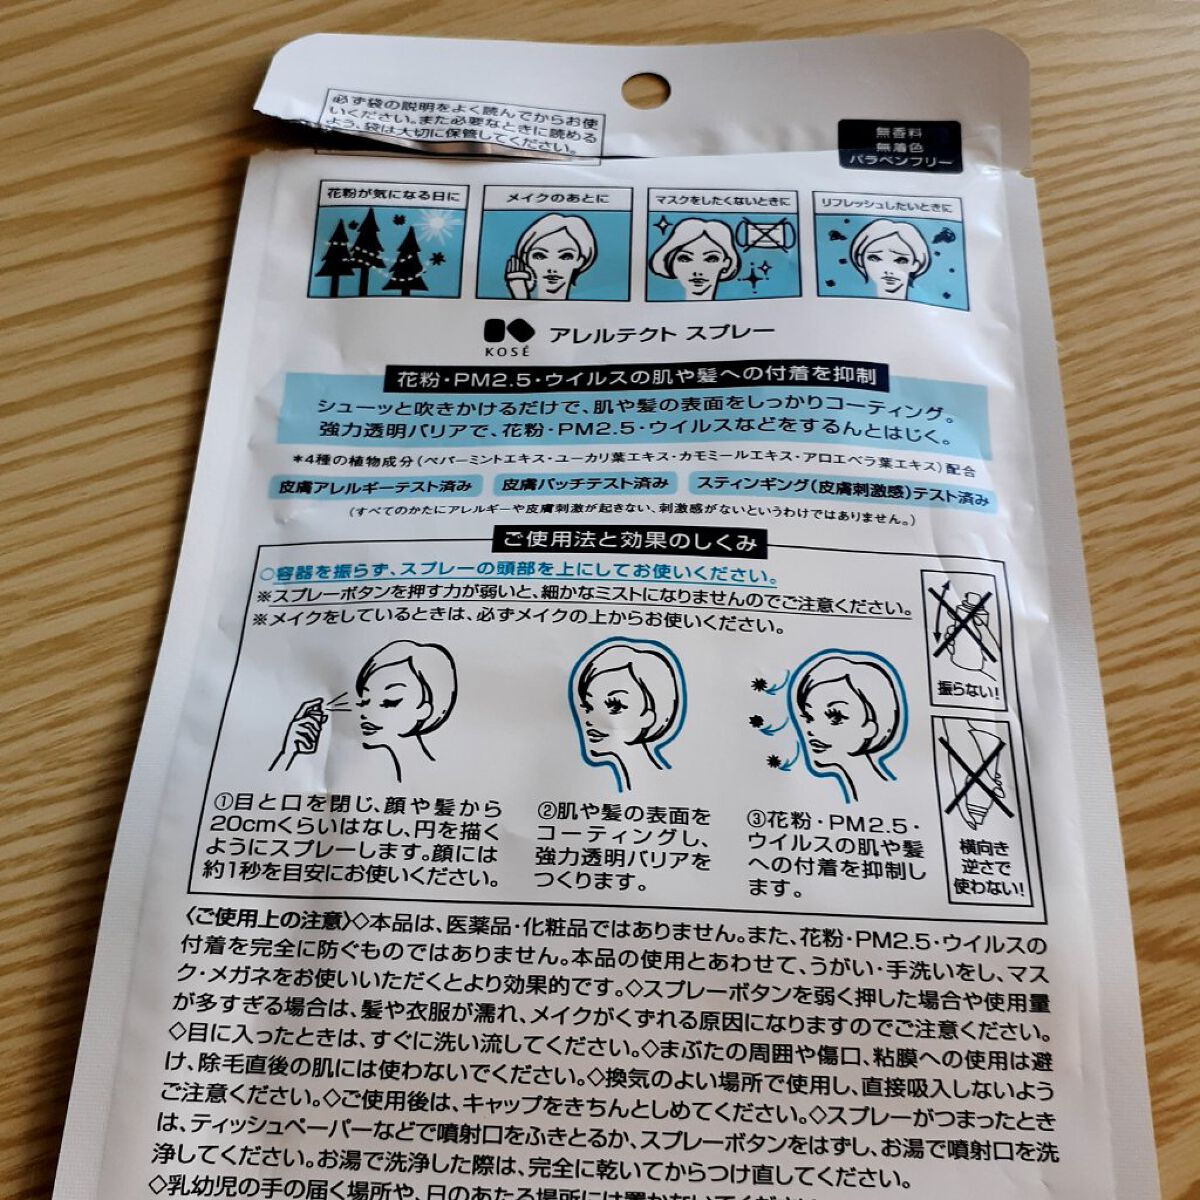 必ず袋の説明をよく読んでからお使
いください。また必要なときに読める
よう、袋は大切に保管してください。
無香料
無着色
パラベンフリー
花粉が気になる日に
メイクのあとに
マスクをしたくないときに
リフレッシュしたいときに
KOSÉ
アレルテクト スプレー
花粉・PM2.5・ウイルスの肌や髪への付着を抑制
シューッと吹きかけるだけで、肌や髪の表面をしっかりコーティング。
強力透明バリアで、花粉・PM2.5・ウイルスなどをするんとはじく。
*4種の植物成分(ペパーミントエキス・ユーカリ葉エキス・カモミールエキス・アロエベラ葉エキス)配合
皮膚アレルギーテスト済み
皮膚パッチテスト済み
スティンギング(皮膚刺激感)テスト済み
(すべてのかたにアレルギーや皮膚刺激が起きない、刺激感がないというわけではありません。)
ご使用法と効果のしくみ
○容器を振らず、スプレーの頭部を上にしてお使いください。
※スプレーボタンを押す力が弱いと、細かなミストになりませんのでご注意ください。
※メイクをしているときは、必ずメイクの上からお使いください。
振らない!
横向き
逆さで
使わない!
①目と口を閉じ、顔や髪から
20cmくらいはなし、円を描く
ようにスプレーします。顔には
約1秒を目安にお使いください。
②肌や髪の表面を
コーティングし、
強力透明バリアを
つくります。
③花粉・PM2.5・
ウイルスの肌や髪
への付着を抑制し
ます。
〈ご使用上の注意〉◇本品は、医薬品・化粧品ではありません。また、花粉・PM2.5・ウイルスの
付着を完全に防ぐものではありません。本品の使用とあわせて、うがい・手洗いをし、マス
ク・メガネをお使いいただくとより効果的です。◇スプレーボタンを弱く押した場合や使用量
が多すぎる場合は、髪や衣服が濡れ、メイクがくずれる原因になりますのでご注意ください。
◇目に入ったときは、すぐに洗い流してください。◇まぶたの周囲や傷口、粘膜への使用は避
け、除毛直後の肌には使わないでください。◇換気のよい場所で使用し、直接吸入しないよう
ご注意ください。◇ご使用後は、キャップをきちんとしめてください。◇スプレーがつまったとき
は、ティッシュペーパーなどで噴射口をふきとるか、スプレーボタンをはずし、お湯で噴射口を洗
浄してください。お湯で洗浄した際は、完全に乾いてからつけ直してください。
◇乳幼児の手の届く場所や、日のあたる場所には置かないでください